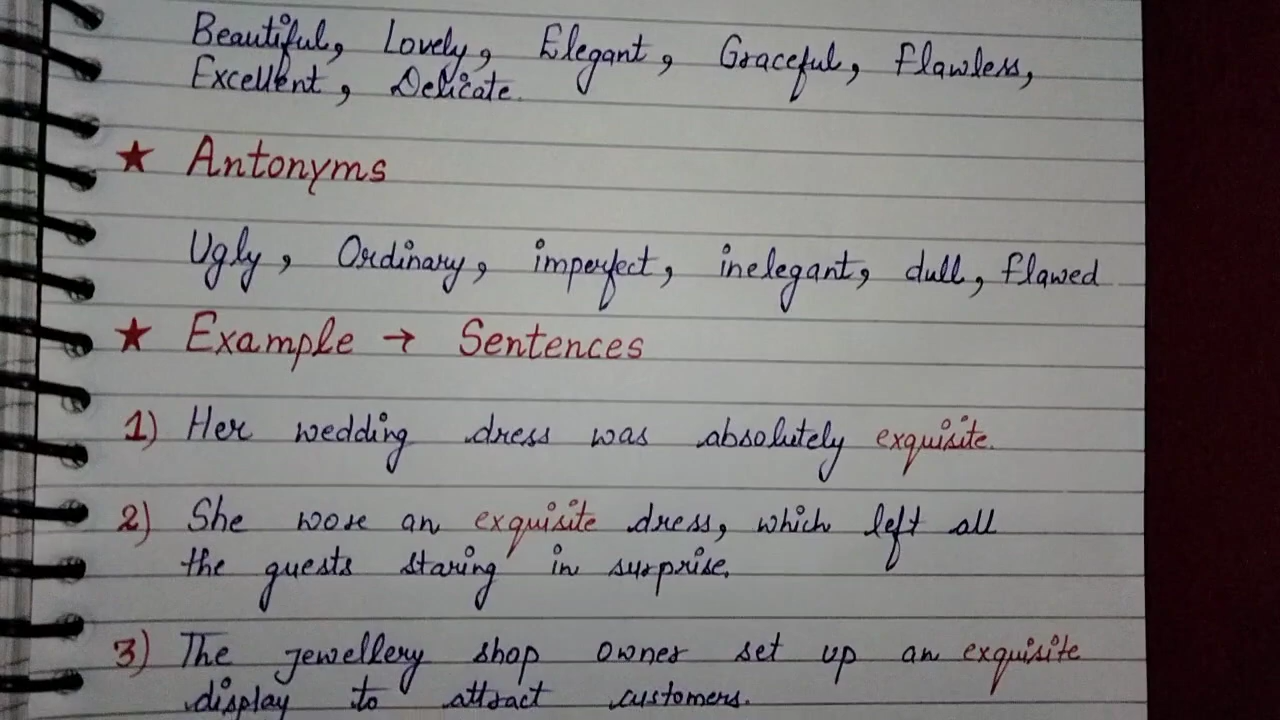 Beautiful, Lovely, Elegant, Graceful, Flawless,
Excellent, Delicate.
★ Antonyms
Ugly, Ordinary, imperfect, inelegant, dull, flawed
★ Example → Sentences
1) Her wedding dress was absolutely exquisite.
2) She wore an exquisite dress, which left all
the guests staring in surprise.
3) The jewellery shop owner set up an exquisite
display to attract customers.